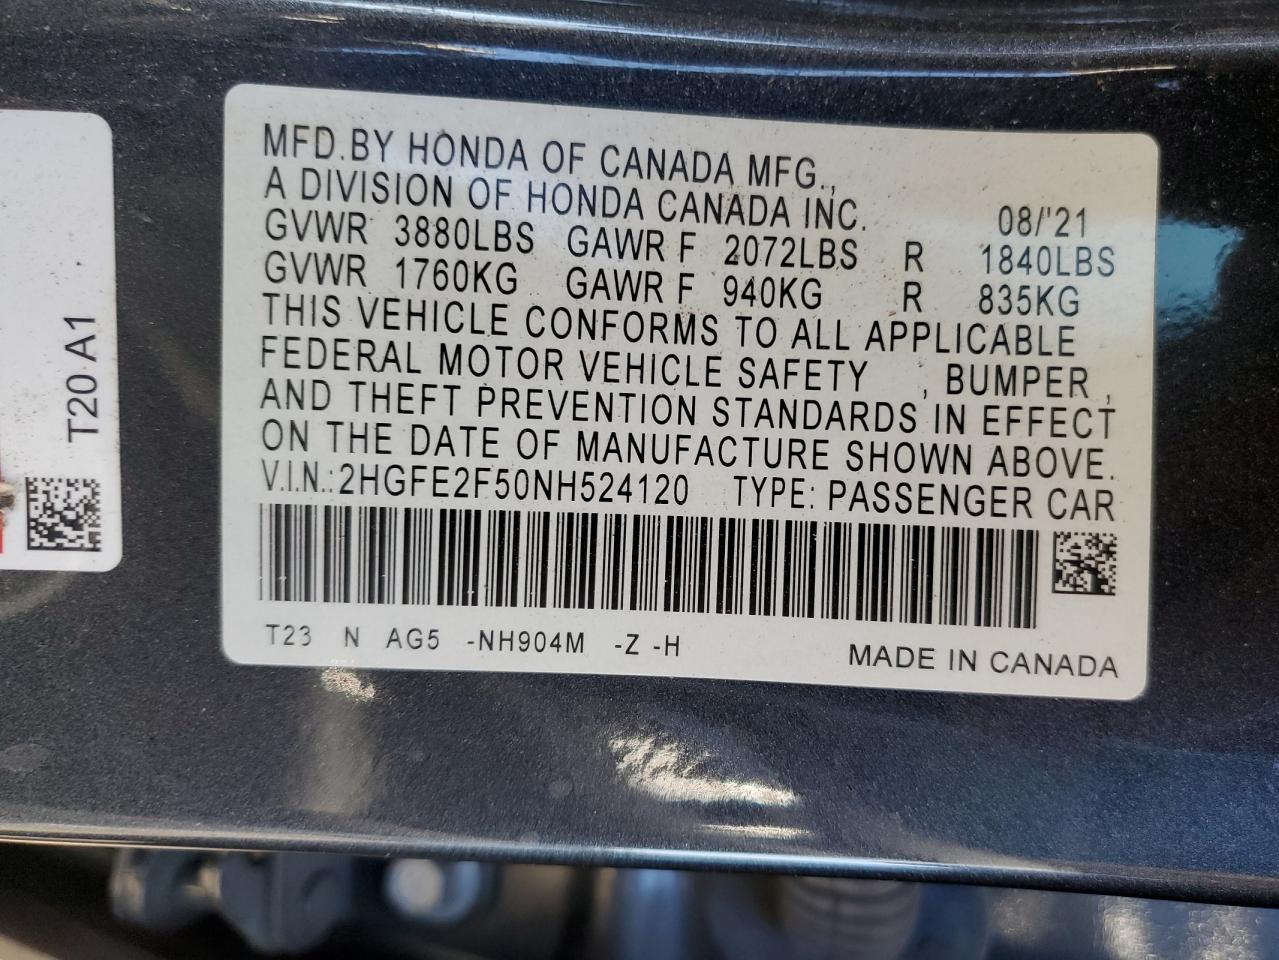 MFD.BY HONDA OF CANADA MFG.,
A DIVISION OF HONDA CANADA INC. 08/'21
GVWR 3880LBS GAWR F 2072LBS R 1840LBS
GVWR 1760KG GAWR F 940KG R 835KG
THIS VEHICLE CONFORMS TO ALL APPLICABLE
FEDERAL MOTOR VEHICLE SAFETY , BUMPER ,
AND THEFT PREVENTION STANDARDS IN EFFECT
ON THE DATE OF MANUFACTURE SHOWN ABOVE.
V.I.N.:2HGFE2F50NH524120 TYPE: PASSENGER CAR
T23 N AG5 -NH904M -Z -H
MADE IN CANADA
T20 A1